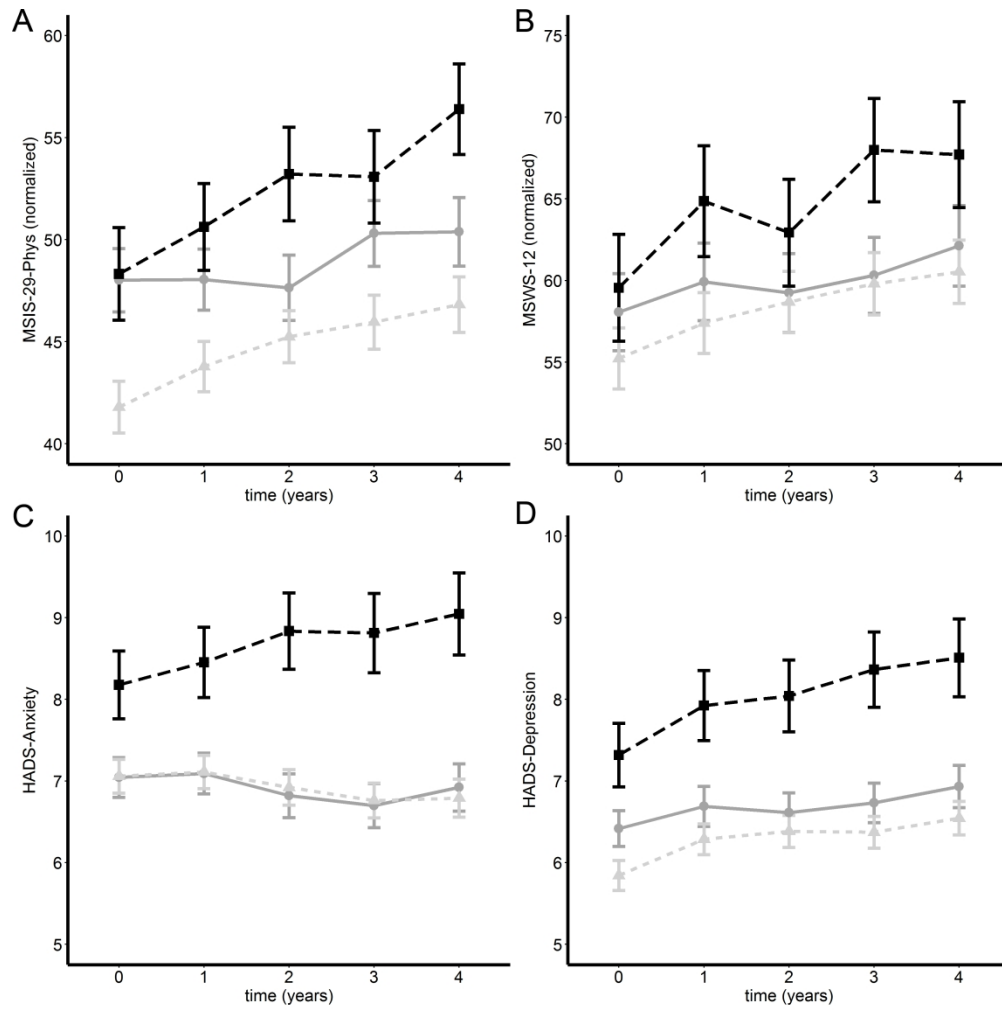 A
MSIS-29-Phys (normalized)
60
55
50
45
40
0 1 2 3 4
time (years)
B
MSWS-12 (normalized)
75
70
65
60
55
50
0 1 2 3 4
time (years)
C
HADS-Anxiety
10
9
8
7
6
5
0 1 2 3 4
time (years)
D
HADS-Depression
10
9
8
7
6
5
0 1 2 3 4
time (years)